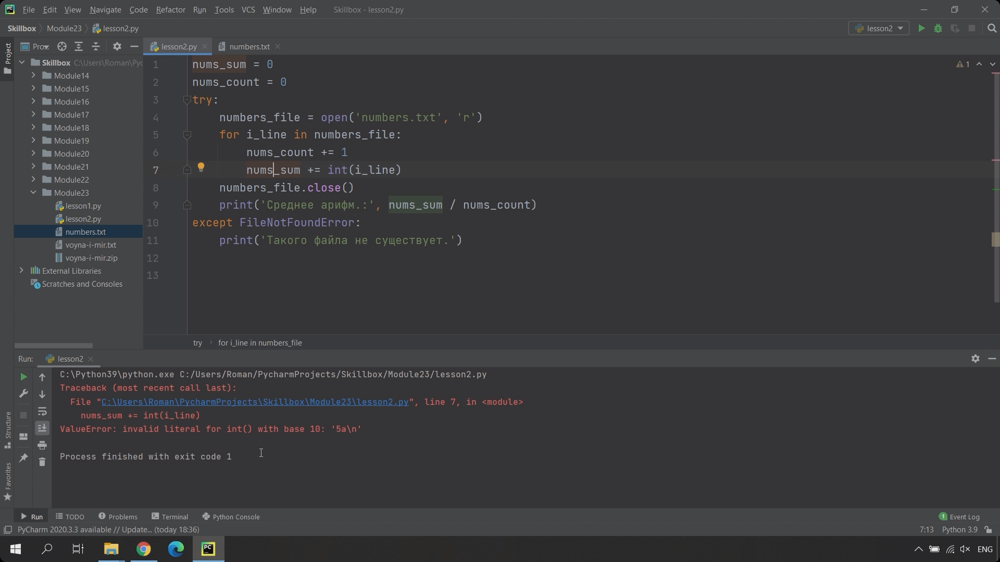 PC File Edit View Navigate Code Refactor Run Tools VCS Window Help Skillbox - lesson2.py
Skillbox Module23 lesson2.py lesson2
Project Pro.. lesson2.py numbers.txt
Skillbox C:\Users\Roman\Pyc
Module14
Module15
Module16
Module17
Module18
Module19
Module20
Module21
Module22
Module23
lesson1.py
lesson2.py
numbers.txt
voyna-i-mir.txt
voyna-i-mir.zip
External Libraries
Scratches and Consoles
1 nums_sum = 0
2 nums_count = 0
3 try:
4 numbers_file = open('numbers.txt', 'r')
5 for i_line in numbers_file:
6 nums_count += 1
7 nums_sum += int(i_line)
8 numbers_file.close()
9 print('Среднее арифм.:', nums_sum / nums_count)
10 except FileNotFoundError:
11 print('Такого файла не существует.')
12
13
1
try for i_line in numbers_file
Run: lesson2
C:\Python39\python.exe C:/Users/Roman/PycharmProjects/Skillbox/Module23/lesson2.py
Traceback (most recent call last):
File "C:\Users\Roman\PycharmProjects\Skillbox\Module23\lesson2.py", line 7, in <module>
nums_sum += int(i_line)
ValueError: invalid literal for int() with base 10: '5a\n'
Process finished with exit code 1
Structure
Favorites
Run TODO Problems Terminal Python Console 1 Event Log
PyCharm 2020.3.3 available // Update... (today 18:36) 7:13 Python 3.9
PC ENG